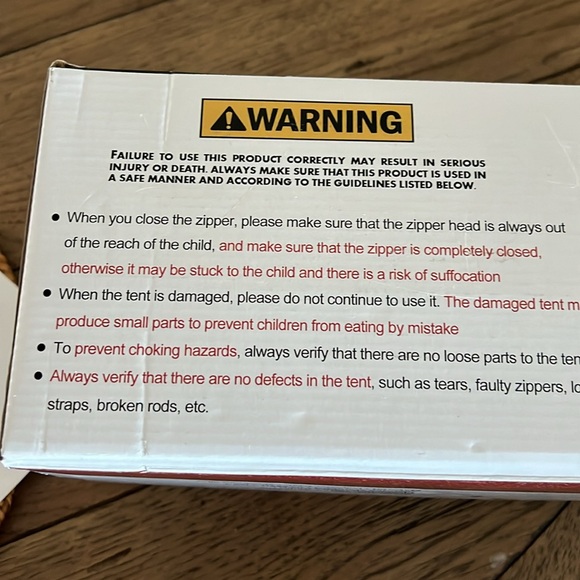 WARNING
FAILURE TO USE THIS PRODUCT CORRECTLY MAY RESULT IN SERIOUS
INJURY OR DEATH. ALWAYS MAKE SURE THAT THIS PRODUCT IS USED IN
A SAFE MANNER AND ACCORDING TO THE GUIDELINES LISTED BELOW.
• When you close the zipper, please make sure that the zipper head is always out
of the reach of the child, and make sure that the zipper is completely closed,
otherwise it may be stuck to the child and there is a risk of suffocation
• When the tent is damaged, please do not continue to use it. The damaged tent
produce small parts to prevent children from eating by mistake
• To prevent choking hazards, always verify that there are no loose parts to the
• Always verify that there are no defects in the tent, such as tears, faulty zippers,
straps, broken rods, etc.